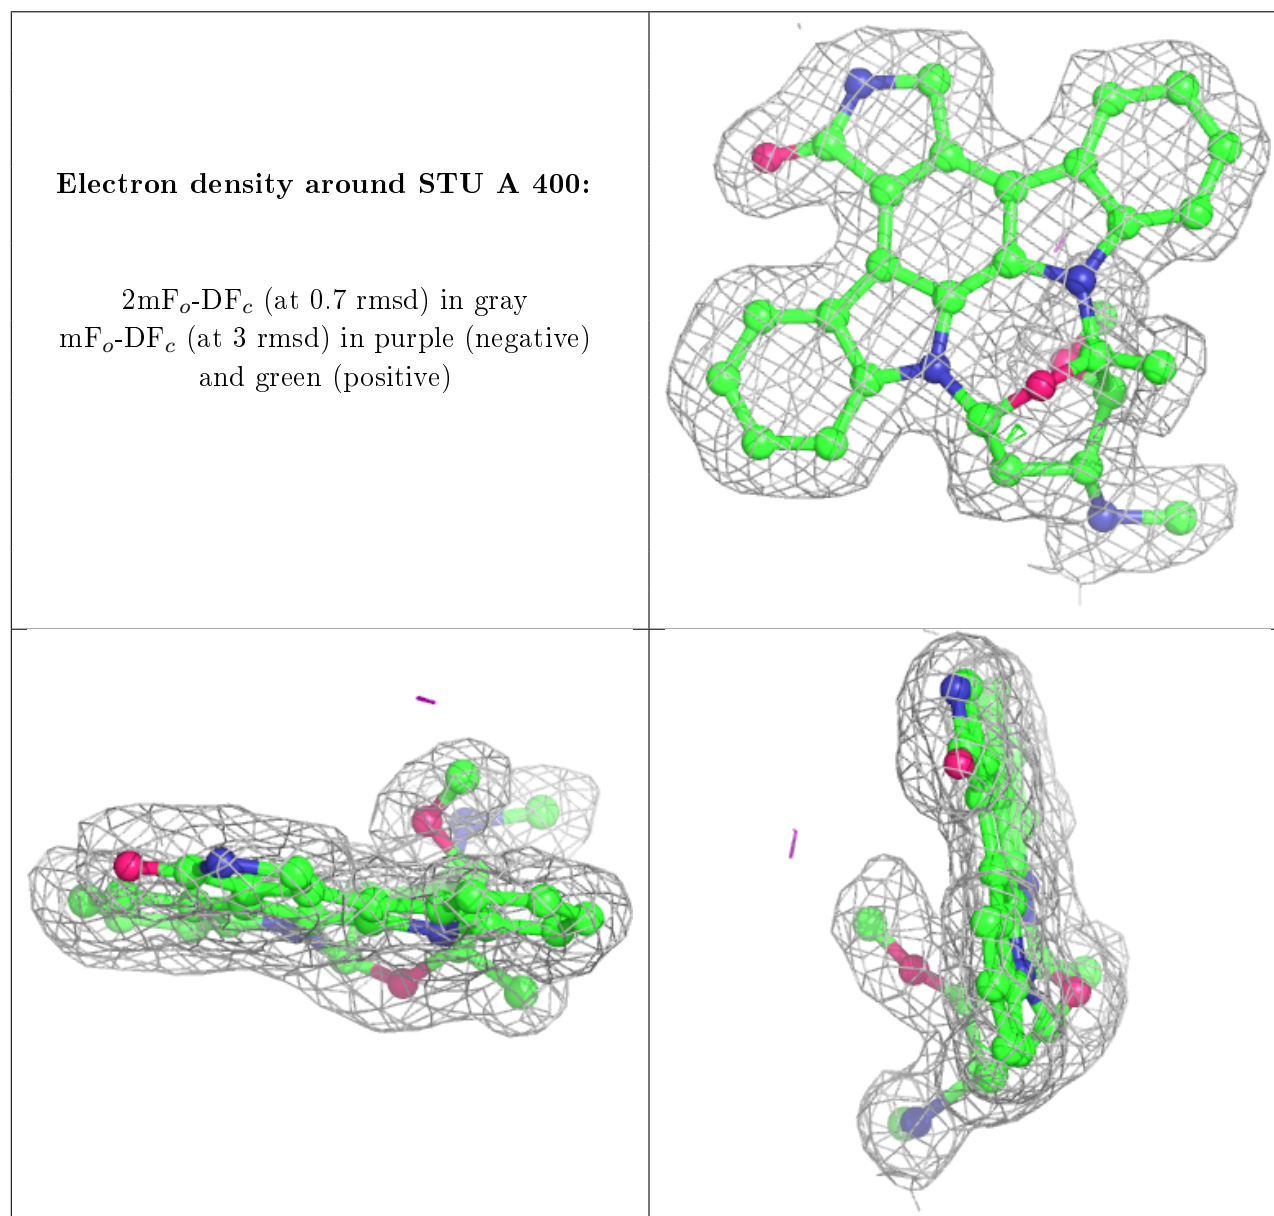 Electron density around STU A 400:
2mFₒ-DF𝒸 (at 0.7 rmsd) in gray
mFₒ-DF𝒸 (at 3 rmsd) in purple (negative)
and green (positive)